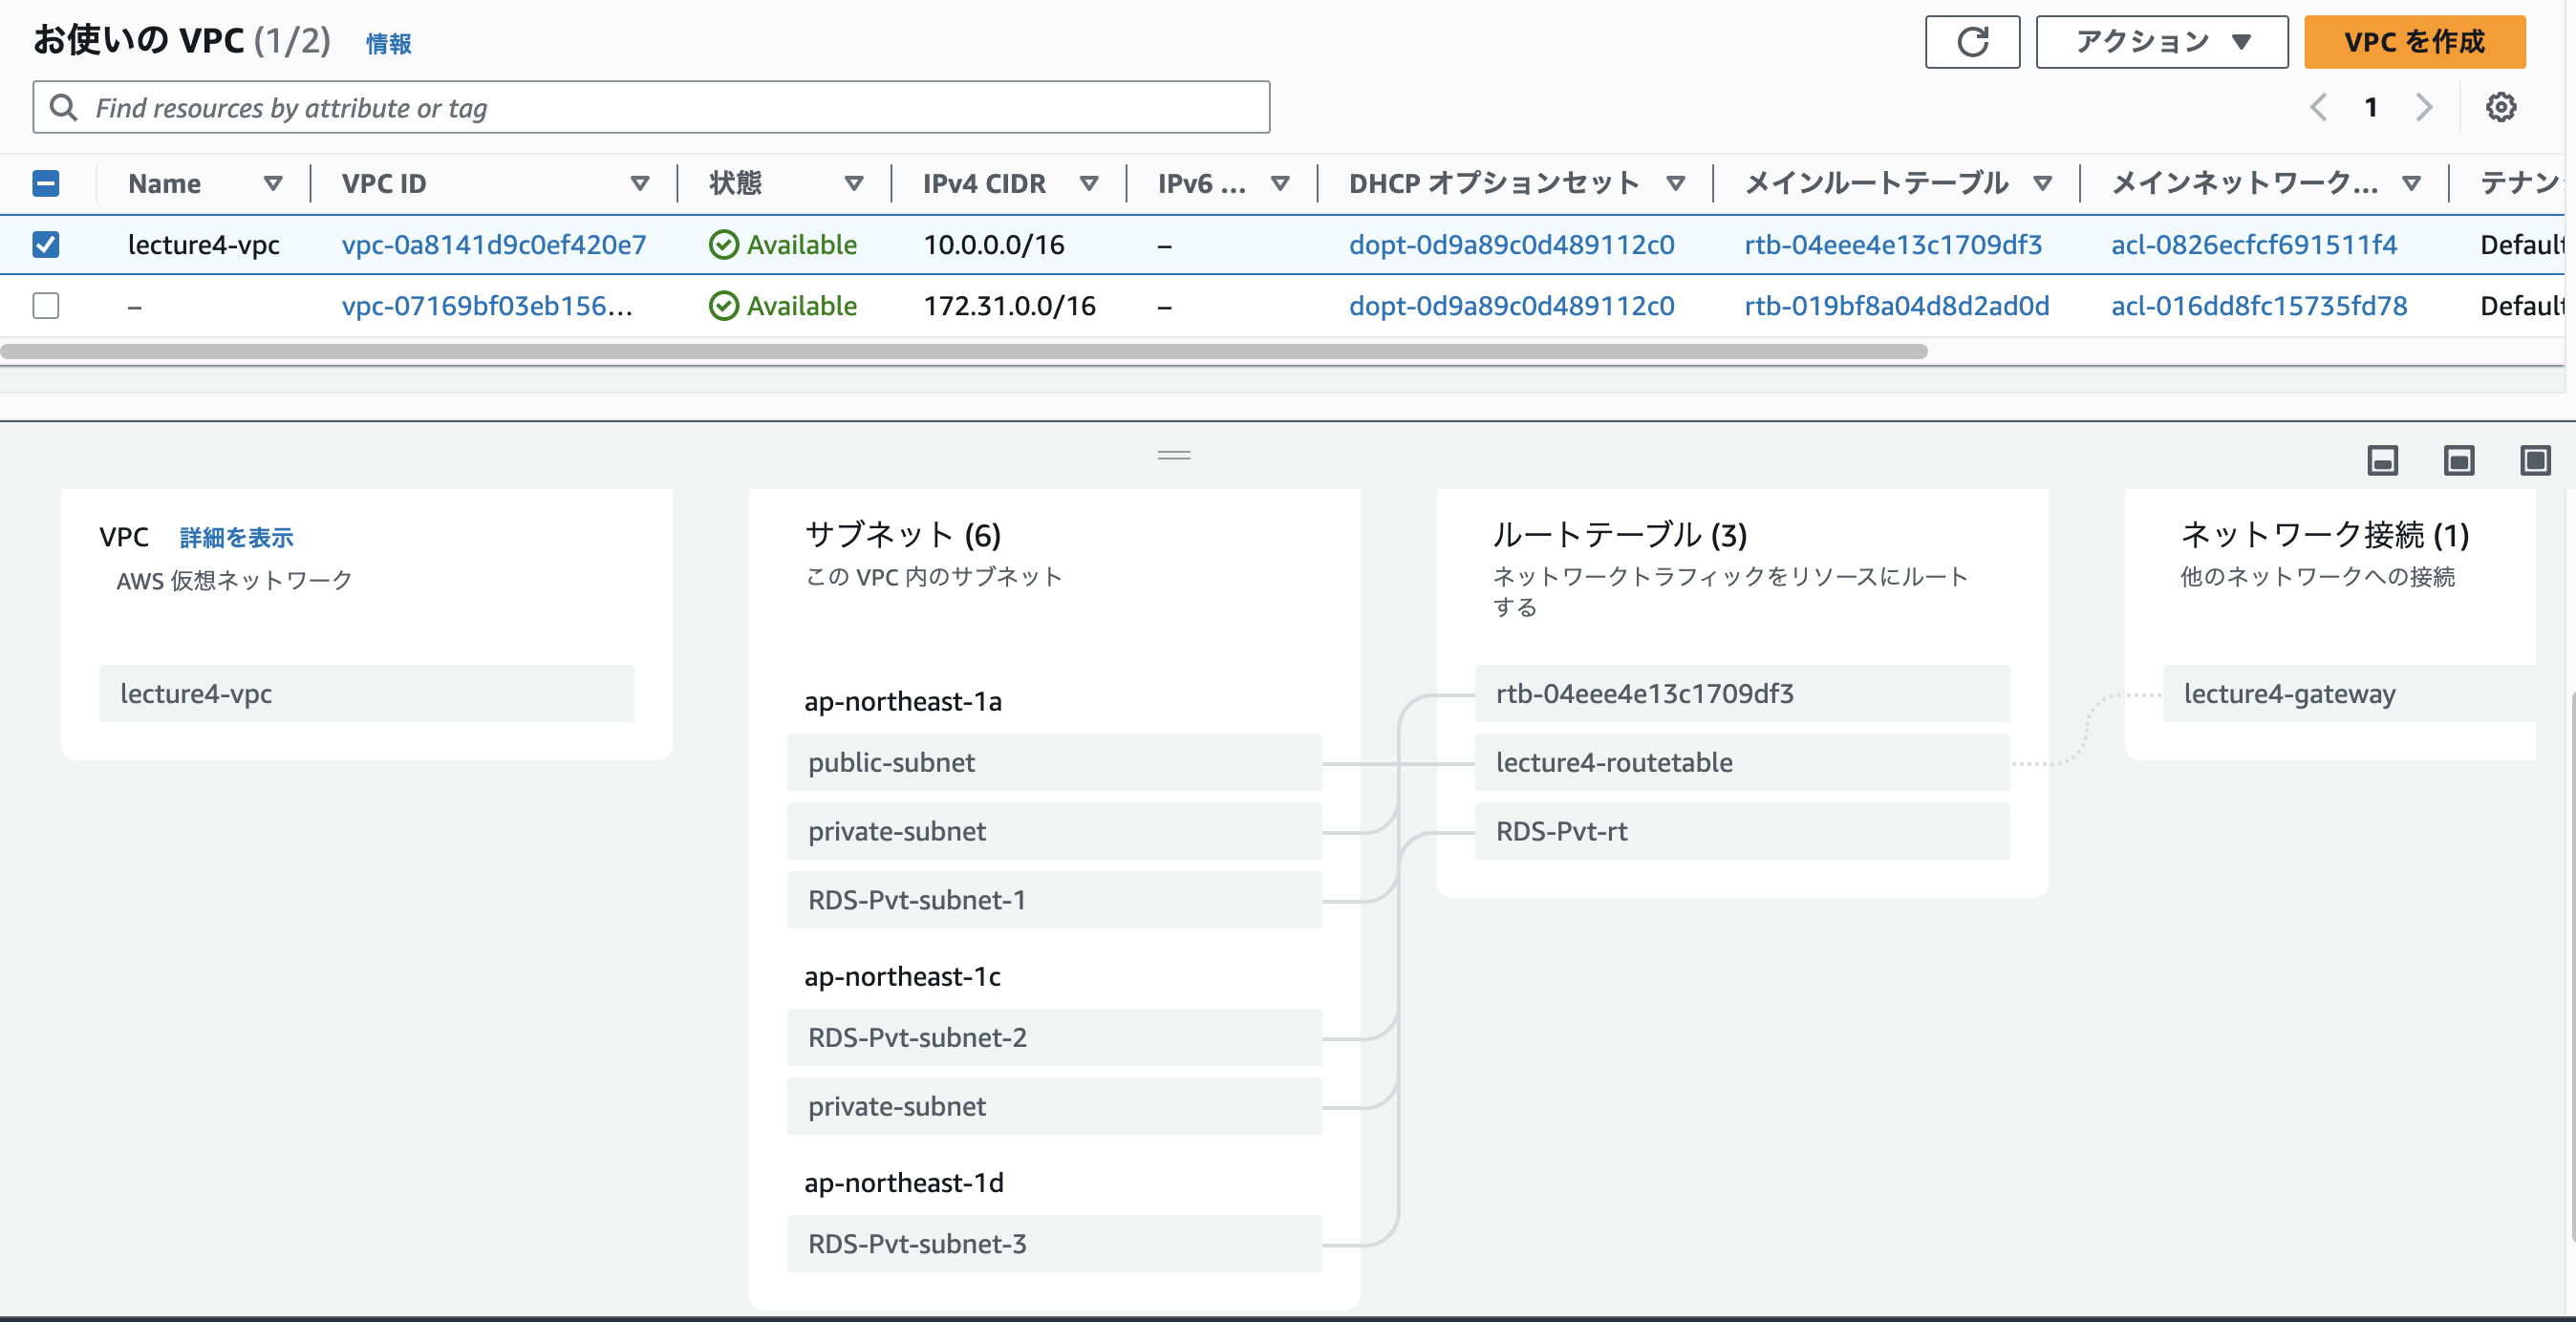 お使いの VPC (1/2) 情報
アクション
VPC を作成
Find resources by attribute or tag
1
Name VPC ID 状態 IPv4 CIDR IPv6 ... DHCP オプションセット メインルートテーブル メインネットワーク... テナン
lecture4-vpc vpc-0a8141d9c0ef420e7 Available 10.0.0.0/16 – dopt-0d9a89c0d489112c0 rtb-04eee4e13c1709df3 acl-0826ecfcf691511f4 Default
– vpc-07169bf03eb156... Available 172.31.0.0/16 – dopt-0d9a89c0d489112c0 rtb-019bf8a04d8d2ad0d acl-016dd8fc15735fd78 Default
VPC 詳細を表示
AWS 仮想ネットワーク
lecture4-vpc
サブネット (6)
この VPC 内のサブネット
ap-northeast-1a
public-subnet
private-subnet
RDS-Pvt-subnet-1
ap-northeast-1c
RDS-Pvt-subnet-2
private-subnet
ap-northeast-1d
RDS-Pvt-subnet-3
ルートテーブル (3)
ネットワークトラフィックをリソースにルート
する
rtb-04eee4e13c1709df3
lecture4-routetable
RDS-Pvt-rt
ネットワーク接続 (1)
他のネットワークへの接続
lecture4-gateway